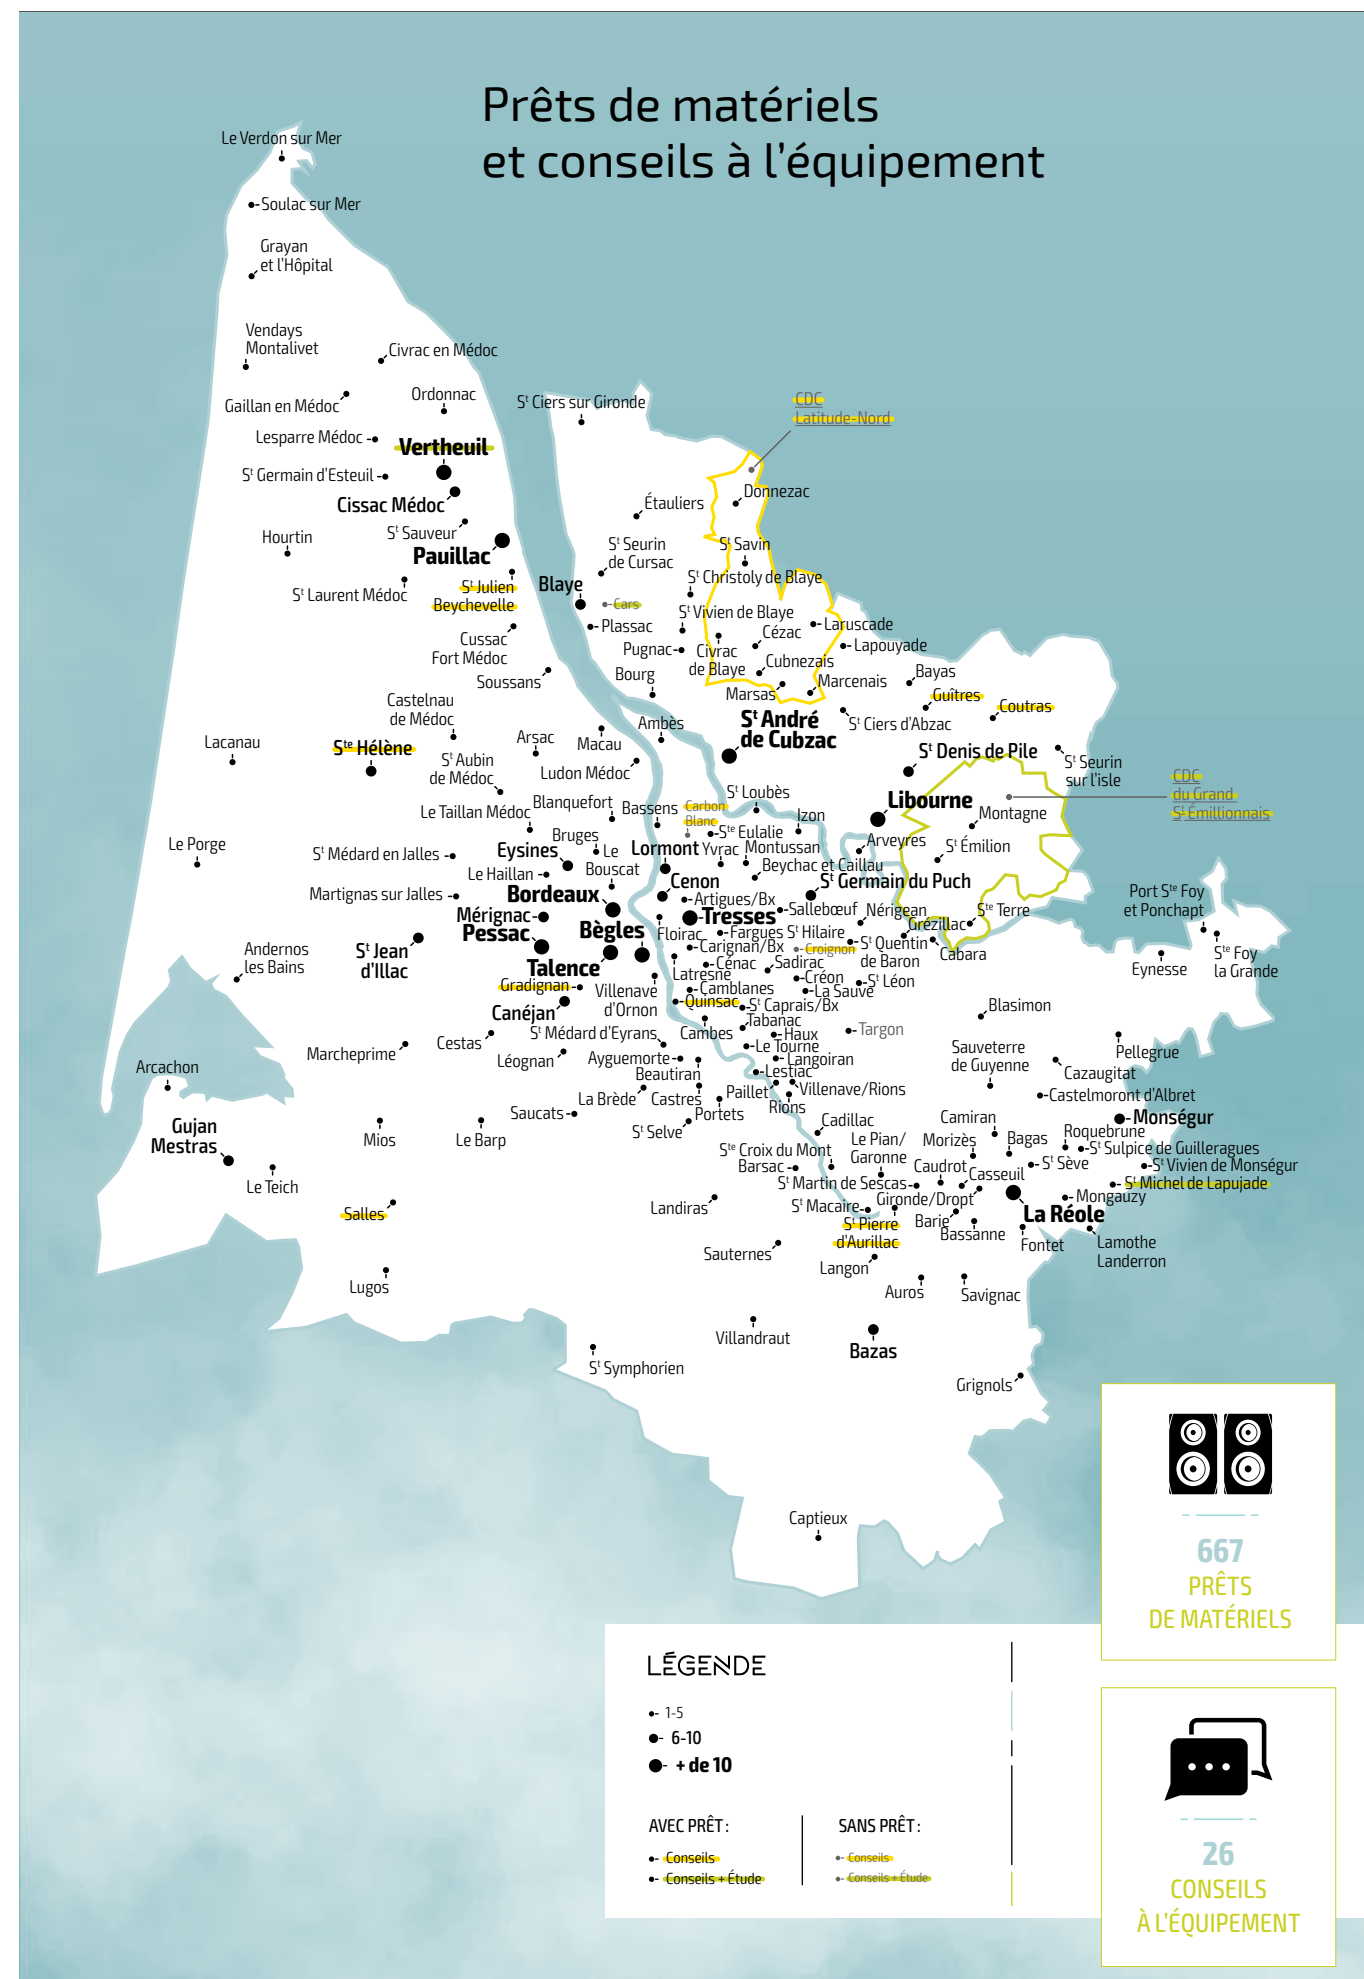 Prêts de matériels
et conseils à l'équipement
Le Verdon sur Mer
Soulac sur Mer
Grayan
et l'Hôpital
Vendays
Montalivet
Civrac en Médoc
Gaillan en Médoc
Ordonnac
St Ciers sur Gironde
CDC
Latitude-Nord
Lesparre Médoc
Vertheuil
St Germain d'Esteuil
Cissac Médoc
Donnezac
Étauliers
Hourtin
St Sauveur
Pauillac
St Seurin
de Cursac
St Savin
St Laurent Médoc
St Julien
Beychevelle
Blaye
Cars
St Christoly de Blaye
Plassac
St Vivien de Blaye
Laruscade
Cussac
Fort Médoc
Pugnac
Civrac
de Blaye
Cézac
Lapouyade
Soussans
Bourg
Cubnezais
Marsas
Marcenais
Bayas
Guîtres
Coutras
Castelnau
de Médoc
Ambès
St André
de Cubzac
St Ciers d'Abzac
Lacanau
Ste Hélène
Arsac
Macau
St Denis de Pile
St Seurin
sur l'isle
St Aubin
de Médoc
Ludon Médoc
CDC
du Grand
St Émillionnais
St Loubès
Libourne
Montagne
Le Taillan Médoc
Blanquefort
Bassens
Carbon
Blanc
Izon
Ste Eulalie
Bruges
Le
Bouscat
Le Porge
St Médard en Jalles
Eysines
Lormont
Yvrac
Montussan
Arveyres
St Émilion
Le Haillan
Beychac et Caillau
Martignas sur Jalles
Bordeaux
Cenon
St Germain du Puch
Port Ste Foy
et Ponchapt
Artigues/Bx
Mérignac
Tresses
Sallebœuf
Nérigean
Ste Terre
Pessac
Bègles
Floirac
Fargues
St Hilaire
Grézillac
Andernos
les Bains
St Jean
d'Illac
Carignan/Bx
Croignon
St Quentin
de Baron
Cabara
Eynesse
Ste Foy
la Grande
Talence
Latresne
Cénac
Sadirac
Gradignan
Villenave
d'Ornon
Camblanes
Créon
St Léon
Quinsac
La Sauve
Canéjan
St Caprais/Bx
Blasimon
Cestas
St Médard d'Eyrans
Cambes
Tabanac
Haux
Targon
Marcheprime
Léognan
Ayguemorte
Le Tourne
Langoiran
Sauveterre
de Guyenne
Pellegrue
Arcachon
Beautiran
Lestiac
Cazaugitat
La Brède
Castres
Paillet
Villenave/Rions
Castelmoront d'Albret
Gujan
Mestras
Saucats
Portets
Rions
Monségur
Mios
Le Barp
St Selve
Cadillac
Camiran
Roquebrune
Ste Croix du Mont
Le Pian/
Garonne
Morizès
Bagas
St Sulpice de Guilleragues
Barsac
Caudrot
St Sève
St Vivien de Monségur
Le Teich
St Martin de Sescas
Casseuil
St Michel de Lapujade
Salles
Landiras
St Macaire
Gironde/Dropt
Mongauzy
St Pierre
d'Aurillac
Barie
La Réole
Bassanne
Fontet
Lamothe
Landerron
Sauternes
Langon
Lugos
Auros
Savignac
Villandraut
Bazas
St Symphorien
Grignols
Captieux
667
PRÊTS
DE MATÉRIELS
LÉGENDE
1-5
6-10
+ de 10
AVEC PRÊT :
Conseils
Conseils + Étude
SANS PRÊT :
Conseils
Conseils + Étude
26
CONSEILS
À L'ÉQUIPEMENT